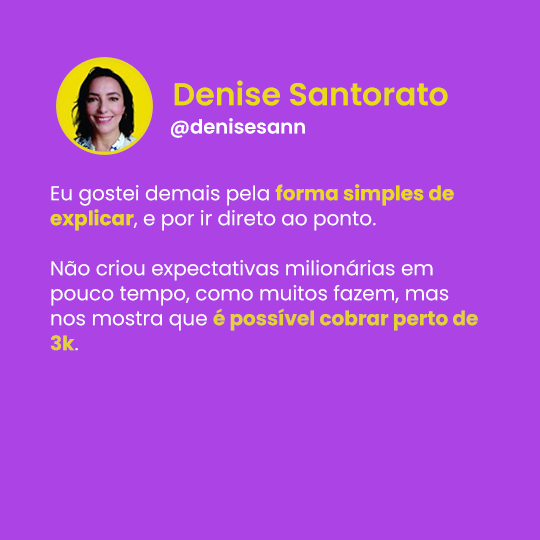 Denise Santorato
@denisesann
Eu gostei demais pela forma simples de
explicar, e por ir direto ao ponto.
Não criou expectativas milionárias em
pouco tempo, como muitos fazem, mas
nos mostra que é possível cobrar perto de
3k.